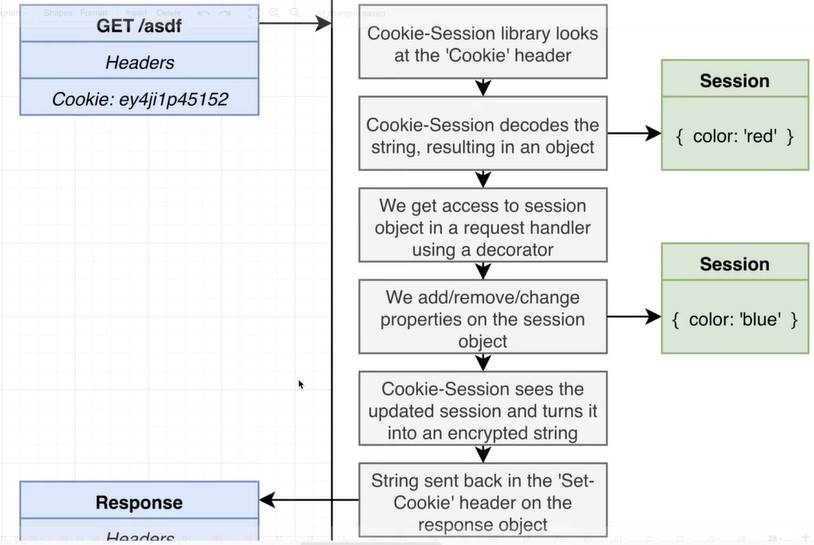 GET /asdf
Headers
Cookie: ey4ji1p45152
Cookie-Session library looks
at the 'Cookie' header
Cookie-Session decodes the
string, resulting in an object
Session
{ color: 'red' }
We get access to session
object in a request handler
using a decorator
We add/remove/change
properties on the session
object
Session
{ color: 'blue' }
Cookie-Session sees the
updated session and turns it
into an encrypted string
String sent back in the 'Set-
Cookie' header on the
response object
Response
Headers